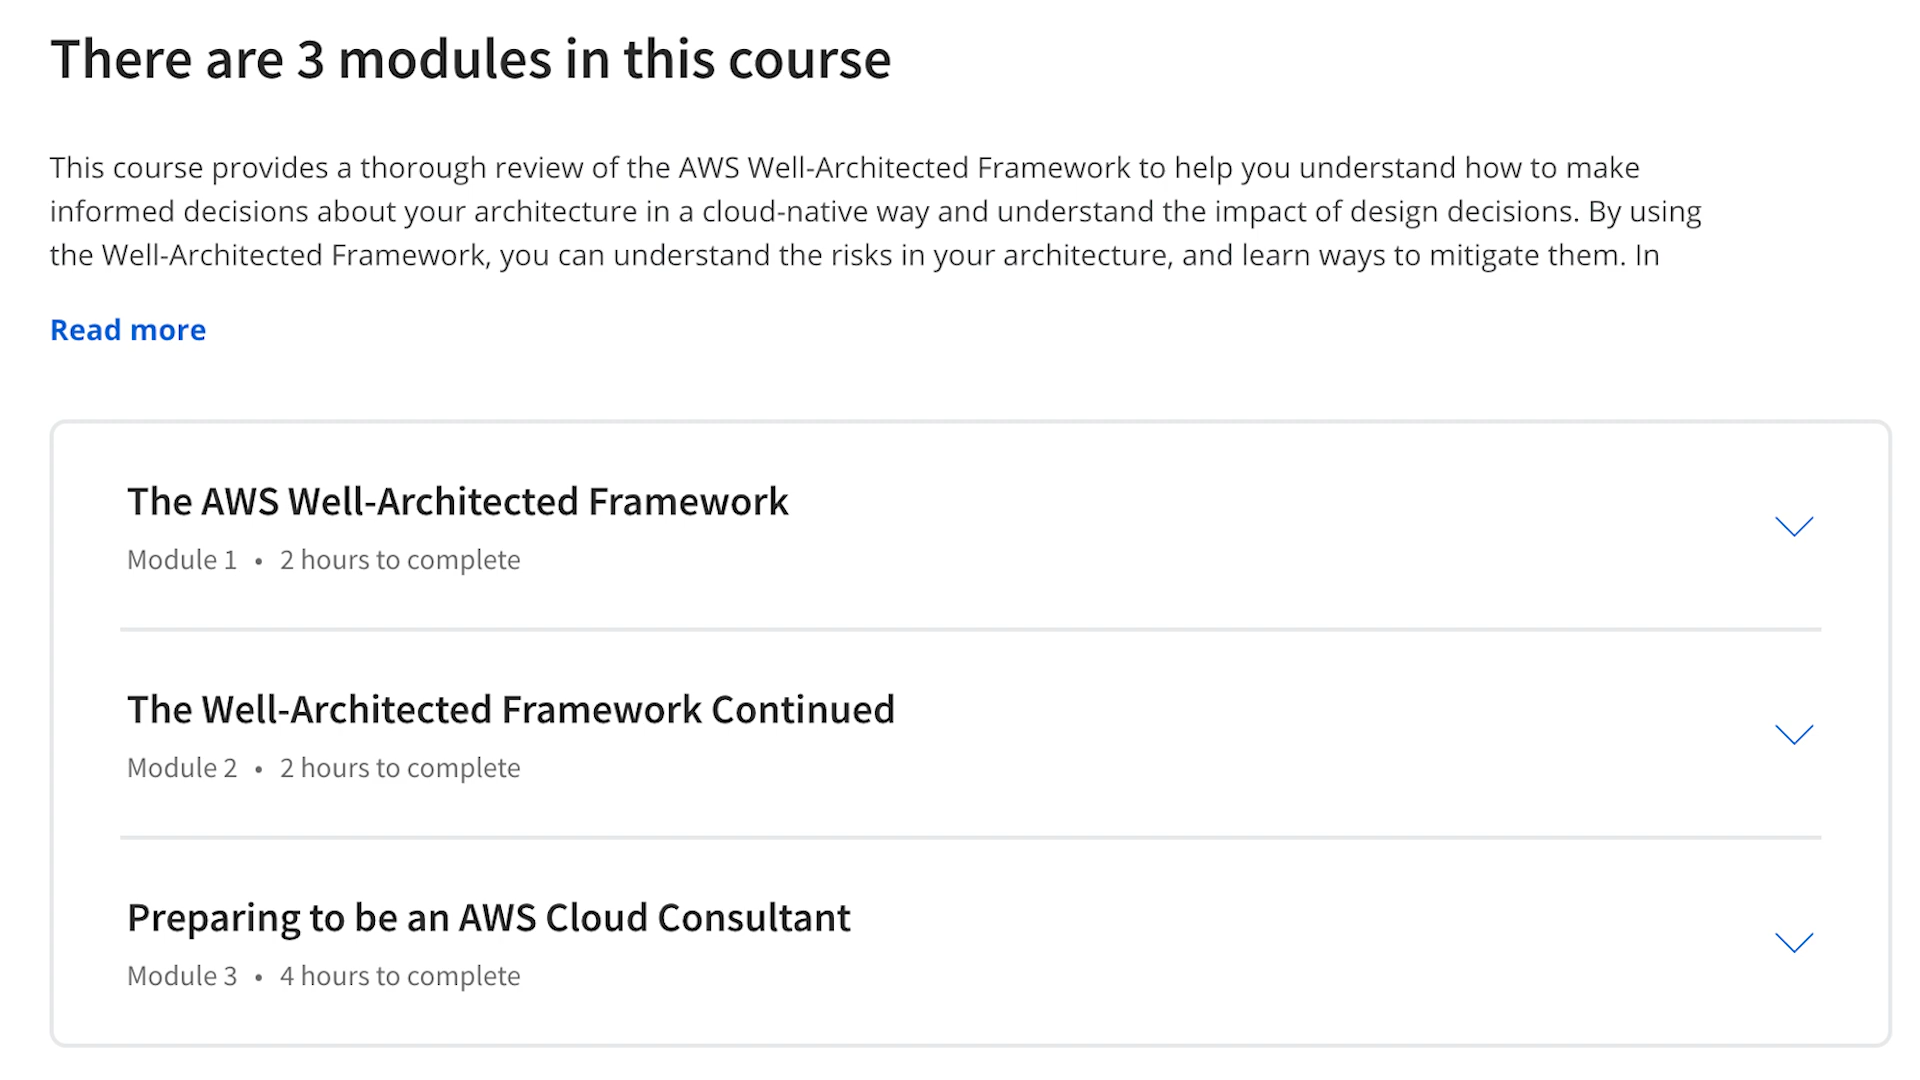 There are 3 modules in this course
This course provides a thorough review of the AWS Well-Architected Framework to help you understand how to make
informed decisions about your architecture in a cloud-native way and understand the impact of design decisions. By using
the Well-Architected Framework, you can understand the risks in your architecture, and learn ways to mitigate them. In
Read more
The AWS Well-Architected Framework
Module 1 • 2 hours to complete
The Well-Architected Framework Continued
Module 2 • 2 hours to complete
Preparing to be an AWS Cloud Consultant
Module 3 • 4 hours to complete